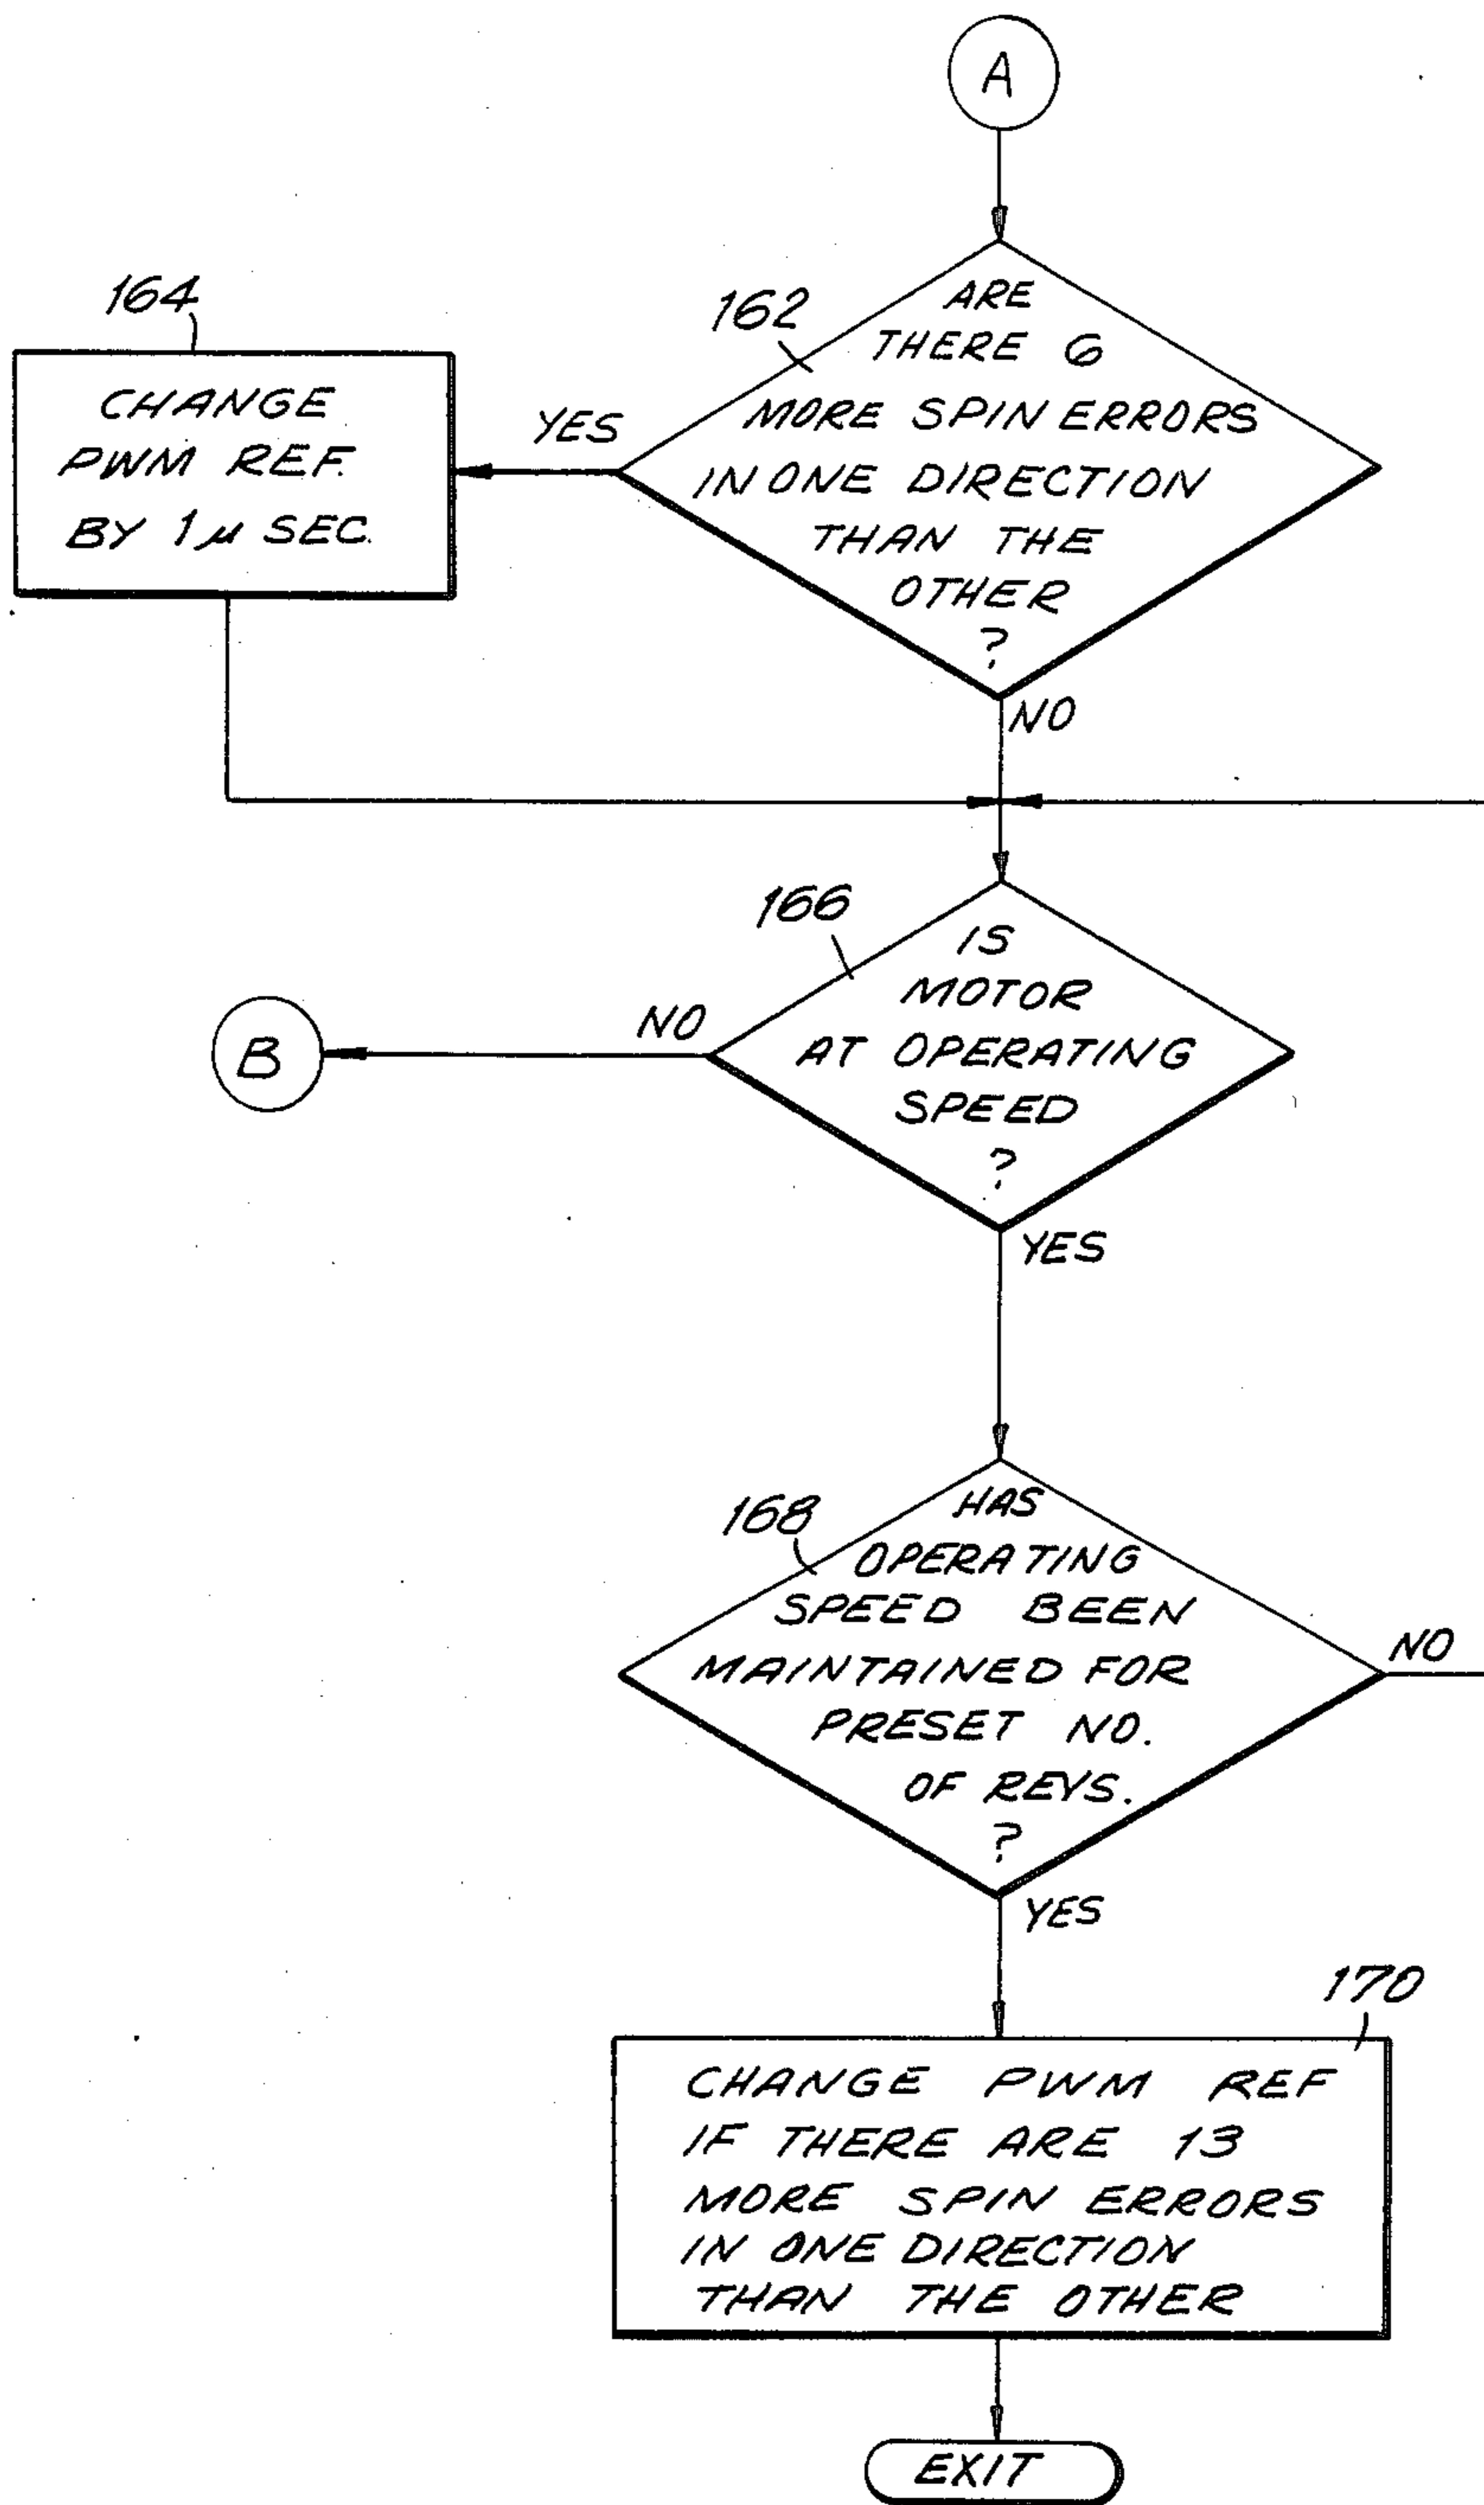 A
162
ARE
THERE 6
MORE SPIN ERRORS
IN ONE DIRECTION
THAN THE
OTHER
?
YES
164
CHANGE
PWM REF.
BY 1 μ SEC.
NO
166
IS
MOTOR
AT OPERATING
SPEED
?
NO
B
YES
168
HAS
OPERATING
SPEED BEEN
MAINTAINED FOR
PRESET NO.
OF REVS.
?
NO
YES
170
CHANGE PWM REF
IF THERE ARE 13
MORE SPIN ERRORS
IN ONE DIRECTION
THAN THE OTHER
EXIT